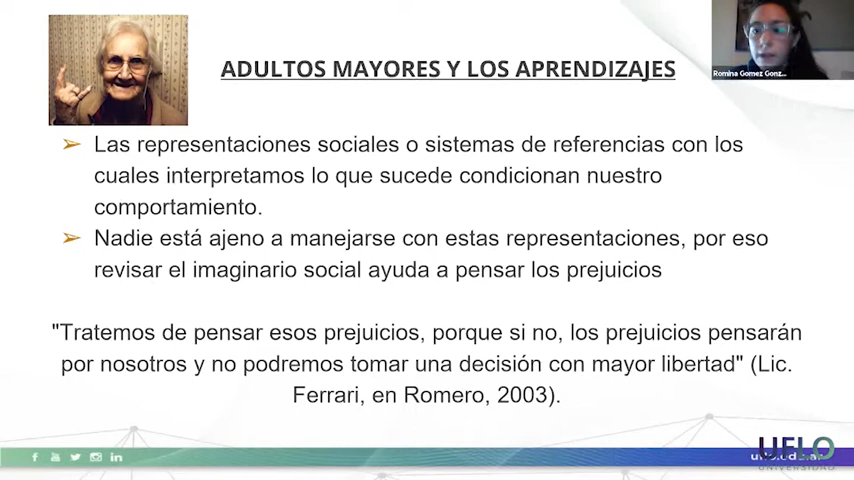 Romina Gomez Gonz...
ADULTOS MAYORES Y LOS APRENDIZAJES
➢ Las representaciones sociales o sistemas de referencias con los
cuales interpretamos lo que sucede condicionan nuestro
comportamiento.
➢ Nadie está ajeno a manejarse con estas representaciones, por eso
revisar el imaginario social ayuda a pensar los prejuicios
"Tratemos de pensar esos prejuicios, porque si no, los prejuicios pensarán
por nosotros y no podremos tomar una decisión con mayor libertad" (Lic.
Ferrari, en Romero, 2003).
UFLO
UNIVERSIDAD